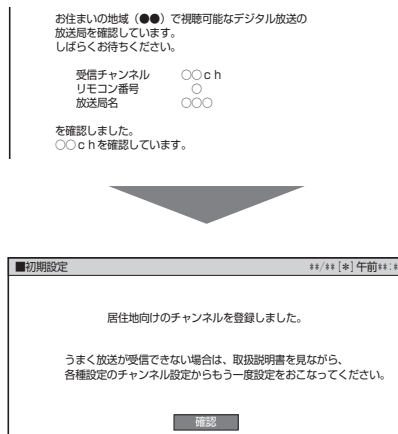 お住まいの地域（●●）で視聴可能なデジタル放送の
放送局を確認しています。
しばらくお待ちください。
受信チャンネル ○○ｃｈ
リモコン番号 ○
放送局名 ○○○
を確認しました。
○○ｃｈを確認しています。
■初期設定 **/**[*]午前**:*
居住地向けのチャンネルを登録しました。
うまく放送が受信できない場合は、取扱説明書を見ながら、
各種設定のチャンネル設定からもう一度設定をおこなってください。
確認